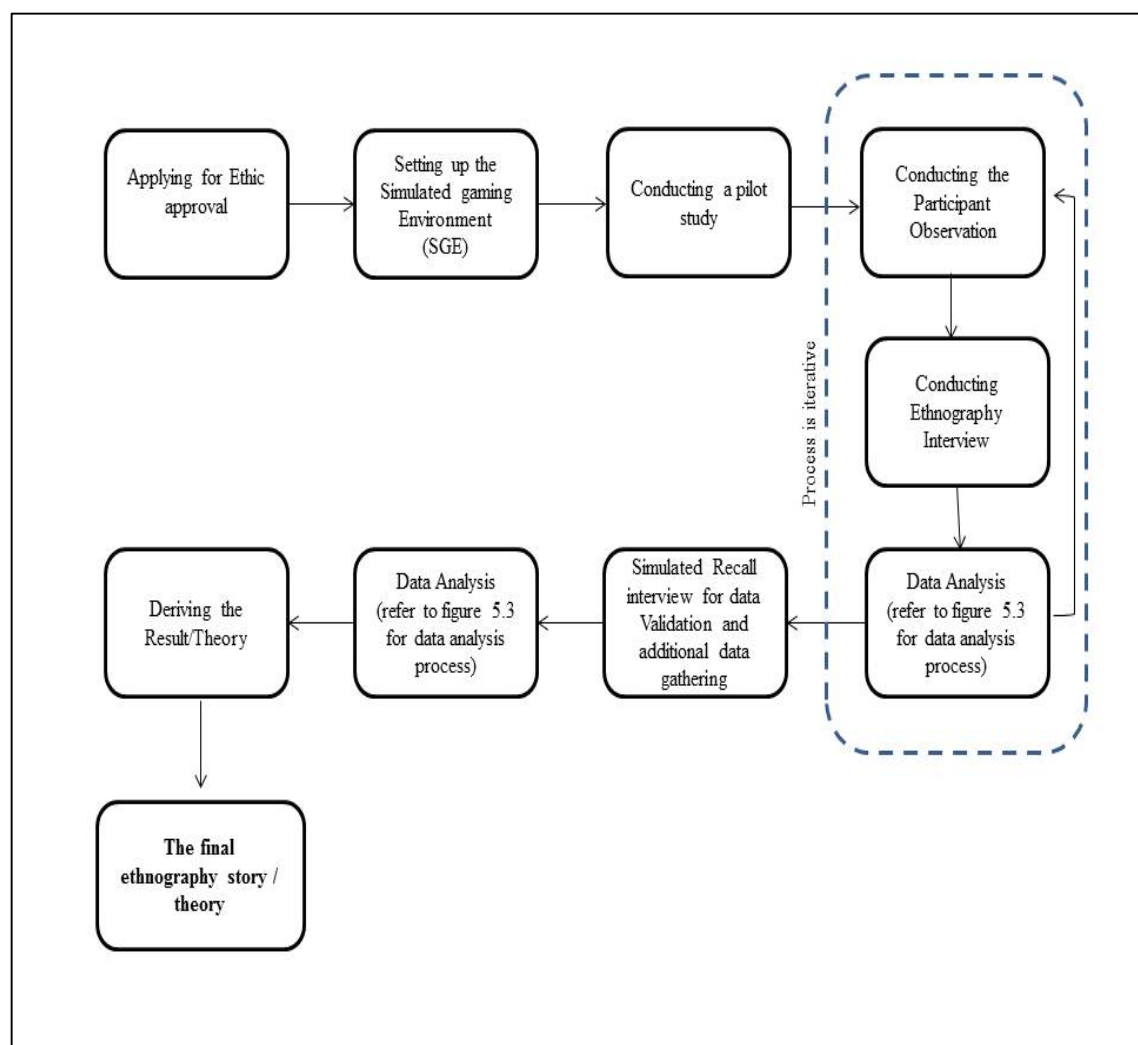 Applying for Ethic
approval
Setting up the
Simulated gaming
Environment
(SGE)
Conducting a pilot
study
Conducting the
Participant
Observation
Process is iterative
Conducting
Ethnography
Interview
Data Analysis
(refer to figure 5.3
for data analysis
process)
Simulated Recall
interview for data
Validation and
additional data
gathering
Data Analysis
(refer to figure 5.3
for data analysis
process)
Deriving the
Result/Theory
The final
ethnography story /
theory